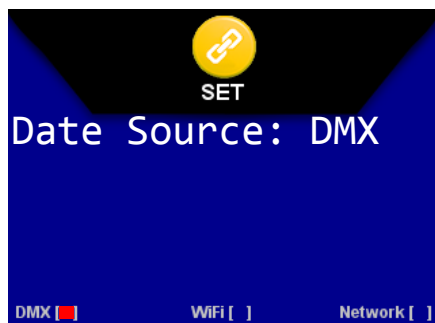 SET
Date Source: DMX
DMX [ ] WiFi [ ] Network [ ]